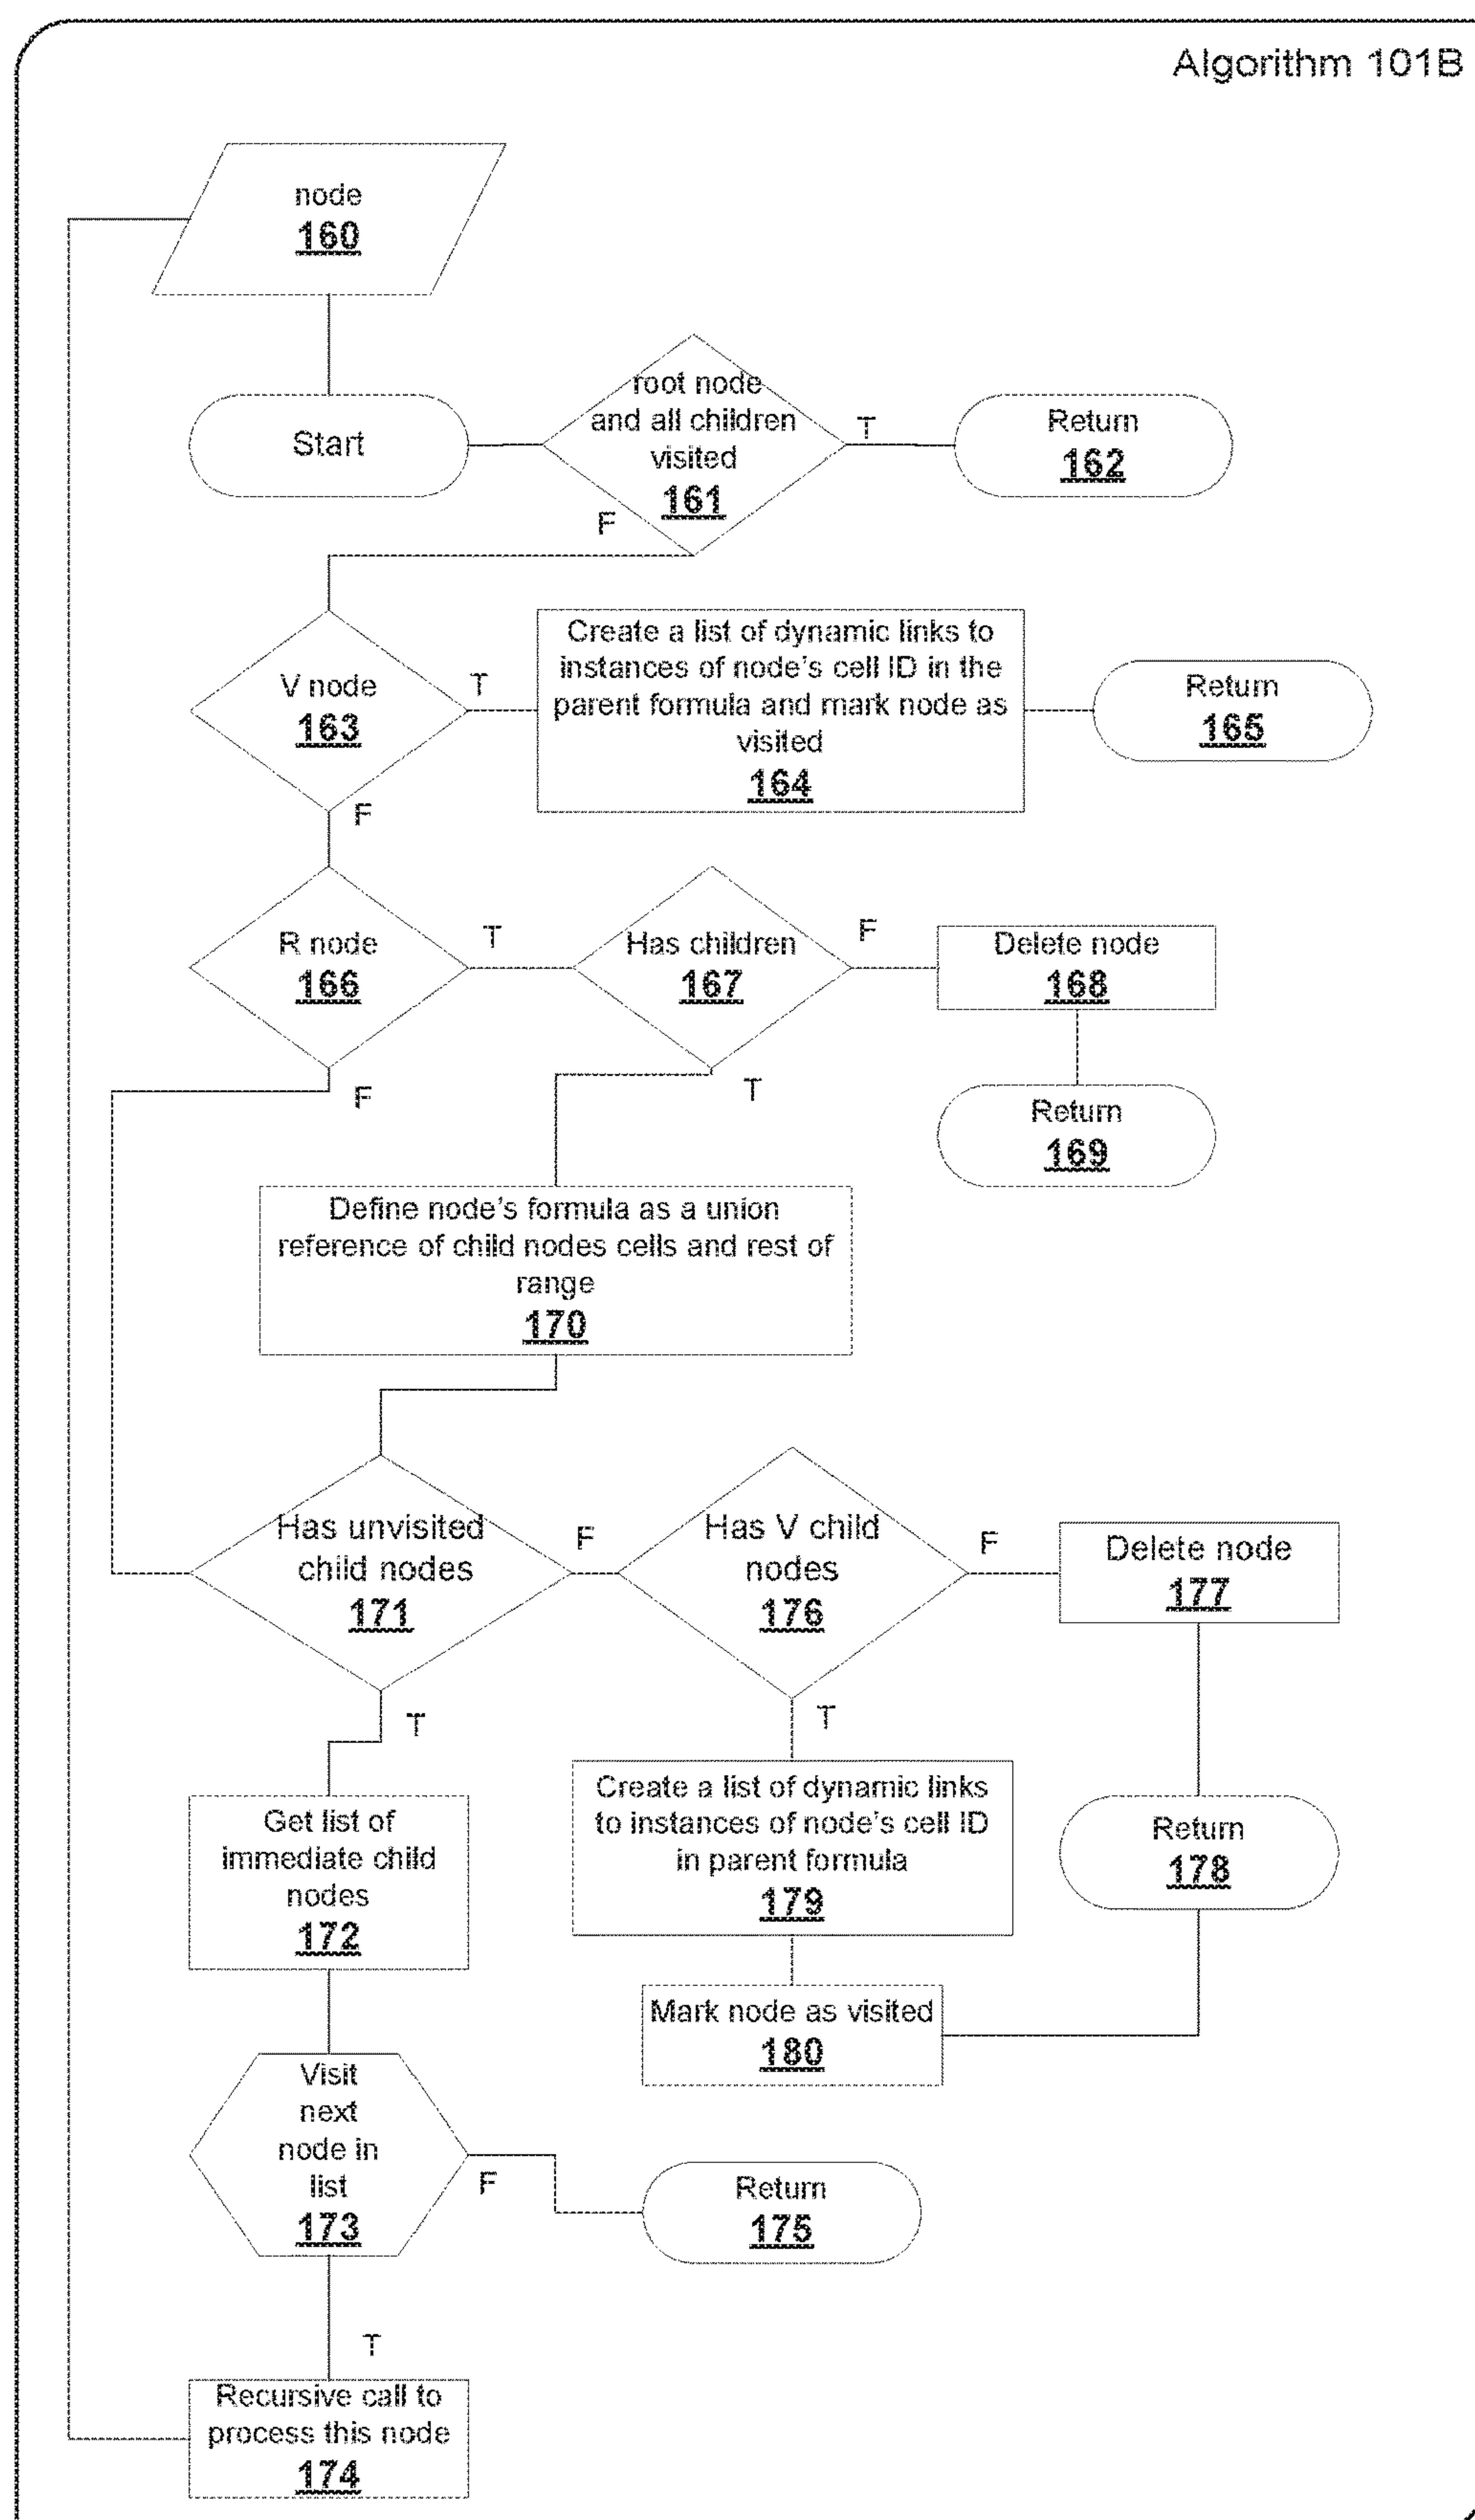 Algorithm 101B
node
160
Start
root node
and all children
visited
161
T
Return
162
F
V node
163
T
Create a list of dynamic links to
instances of node's cell ID in the
parent formula and mark node as
visited
164
Return
165
F
R node
166
T
Has children
167
F
Delete node
168
F
T
Return
169
Define node's formula as a union
reference of child nodes cells and rest of
range
170
Has unvisited
child nodes
171
F
Has V child
nodes
176
F
Delete node
177
T
T
Get list of
immediate child
nodes
172
Create a list of dynamic links
to instances of node's cell ID
in parent formula
179
Return
178
Mark node as visited
180
Visit
next
node in
list
173
F
Return
175
T
Recursive call to
process this node
174